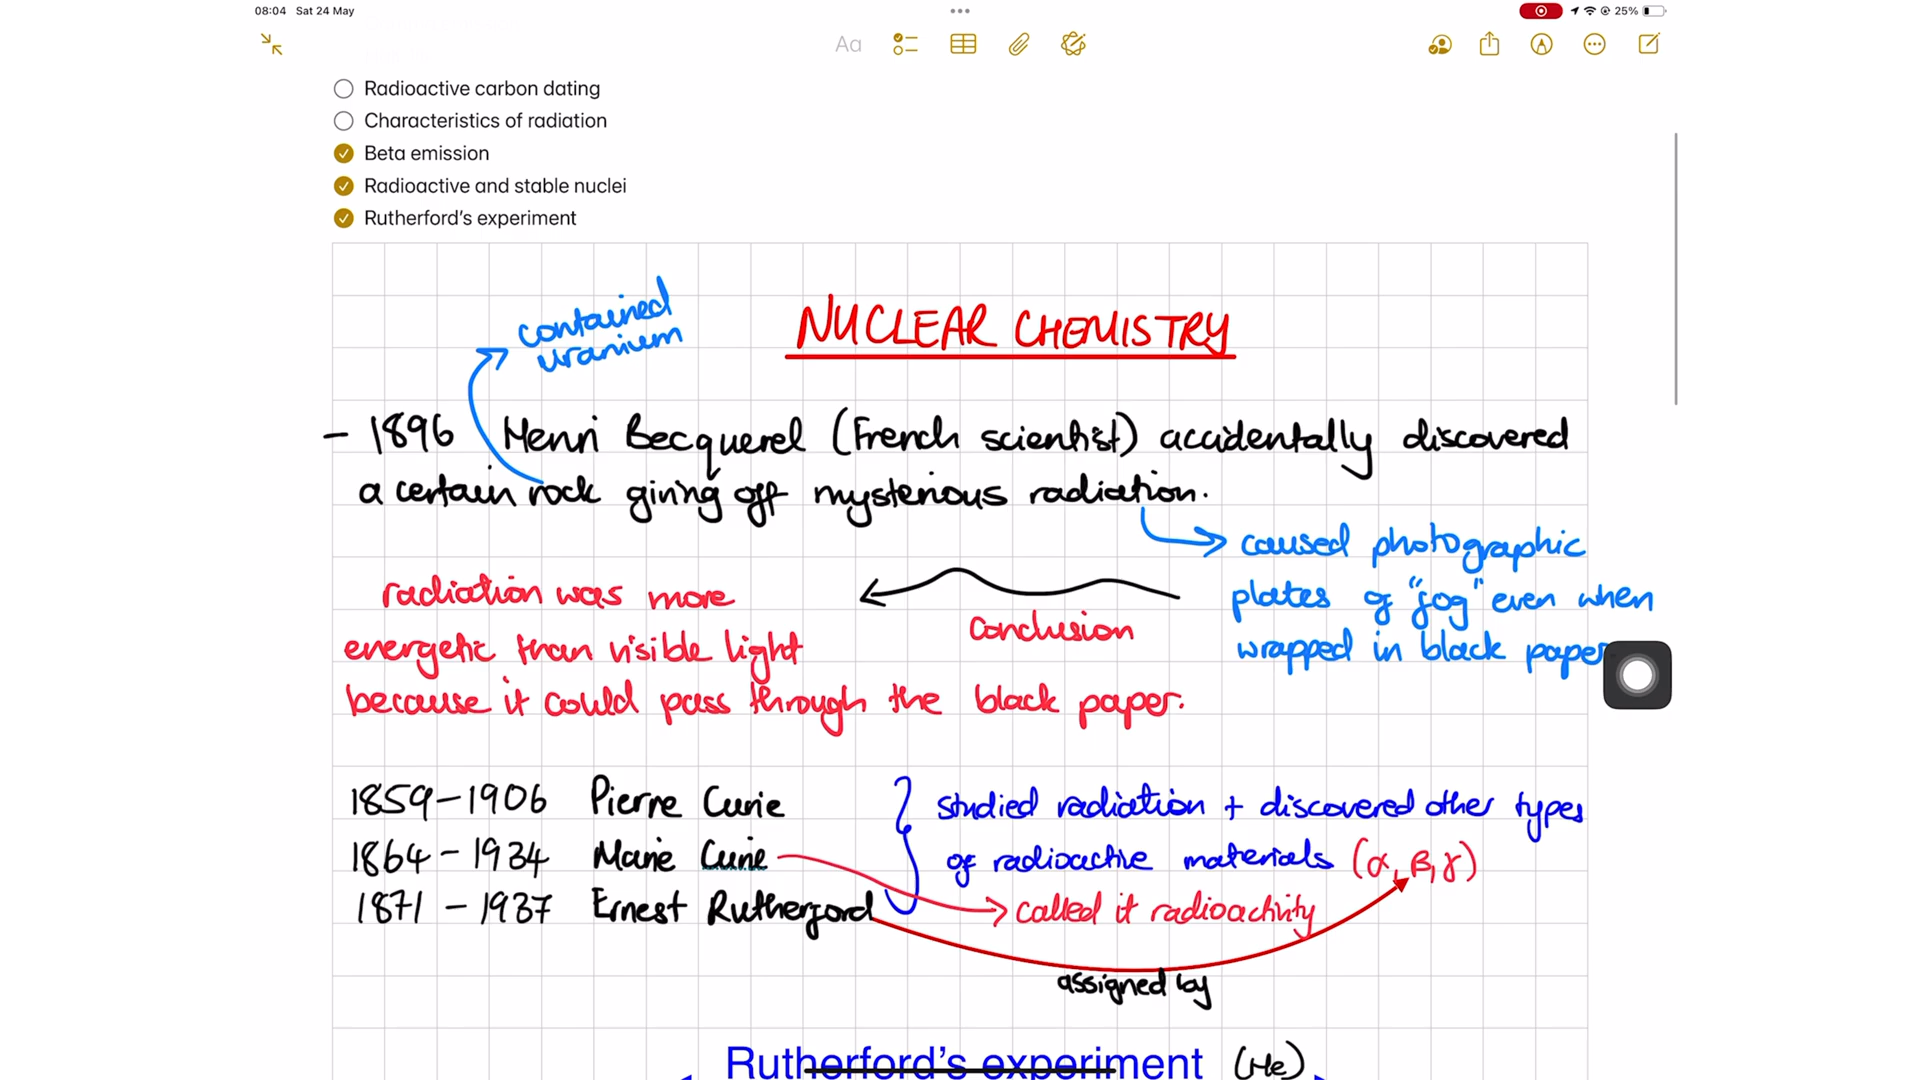 08:04 Sat 24 May
25%
Aa
Radioactive carbon dating
Characteristics of radiation
Beta emission
Radioactive and stable nuclei
Rutherford's experiment
NUCLEAR CHEMISTRY
contained
uranium
- 1896 Henri Becquerel (French scientist) accidentally discovered
a certain rock giving off mysterious radiation.
caused photographic
plates of "fog" even when
wrapped in black paper
Conclusion
radiation was more
energetic than visible light
because it could pass through the black paper.
1859-1906 Pierre Curie
1864-1934 Marie Curie
1871-1937 Ernest Rutherford
studied radiation + discovered other types
of radioactive materials (α, β, γ)
called it radioactivity
assigned by
Rutherford's experiment (He)